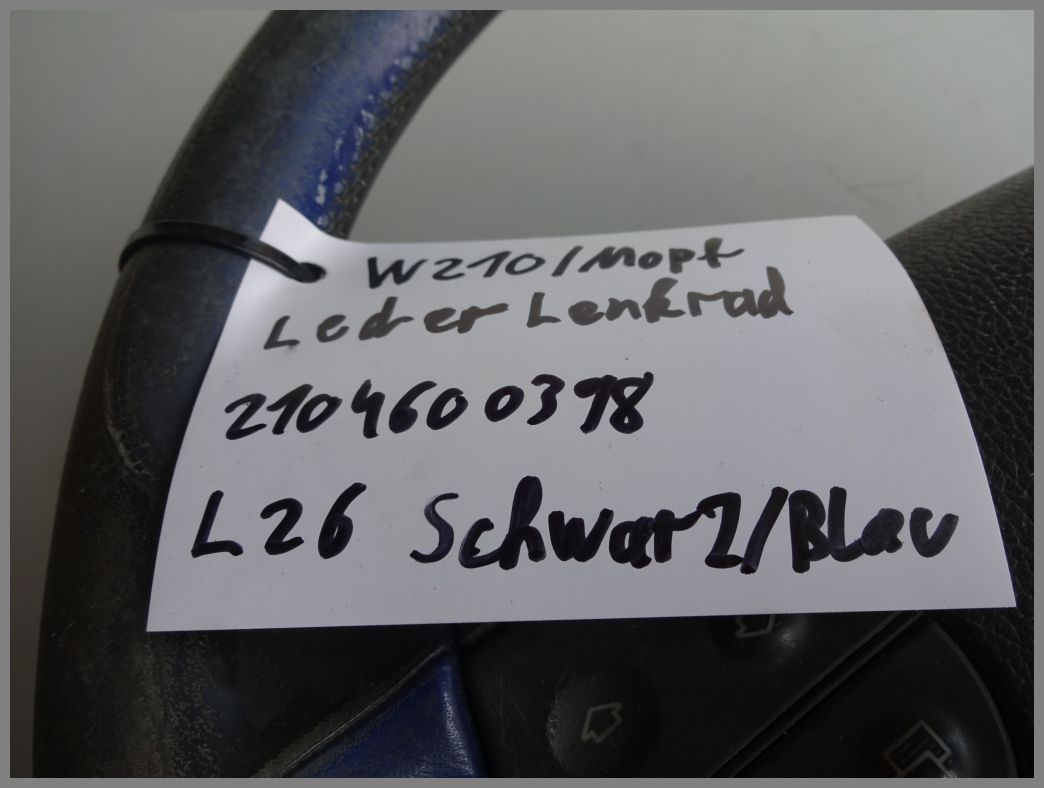 W210/Mopf
Leder Lenkrad
2104600398
L26 Schwarz/Blau